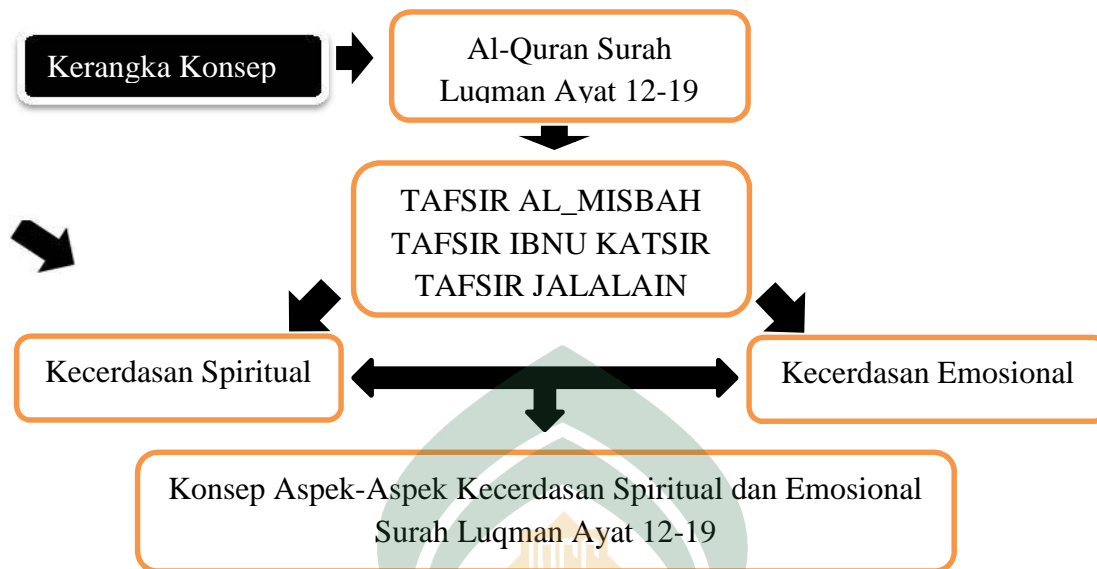 Kerangka Konsep
Al-Quran Surah
Luqman Ayat 12-19
TAFSIR AL_MISBAH
TAFSIR IBNU KATSIR
TAFSIR JALALAIN
Kecerdasan Spiritual
Kecerdasan Emosional
Konsep Aspek-Aspek Kecerdasan Spiritual dan Emosional
Surah Luqman Ayat 12-19